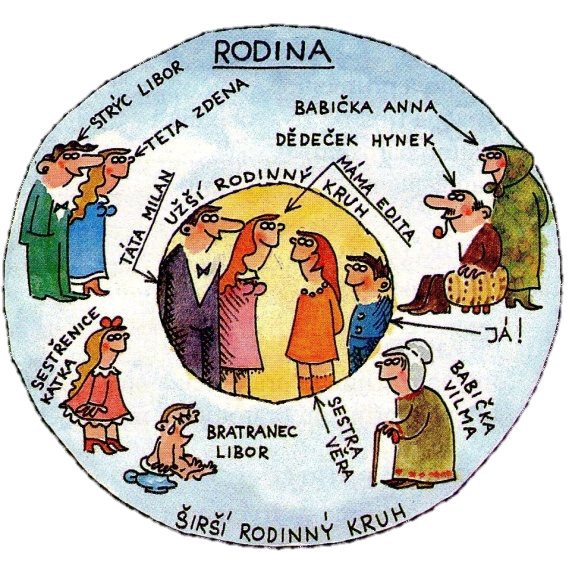 RODINA
STRÝC LIBOR
TETA ZDENA
BABIČKA ANNA
DĚDEČEK HYNEK
TÁTA MILAN
UŽŠÍ RODINNÝ KRUH
MÁMA EDITA
JÁ!
SESTŘENICE
KATKA
BRATRANEC
LIBOR
SESTRA
VĚRA
BABIČKA
VILMA
ŠIRŠÍ RODINNÝ KRUH